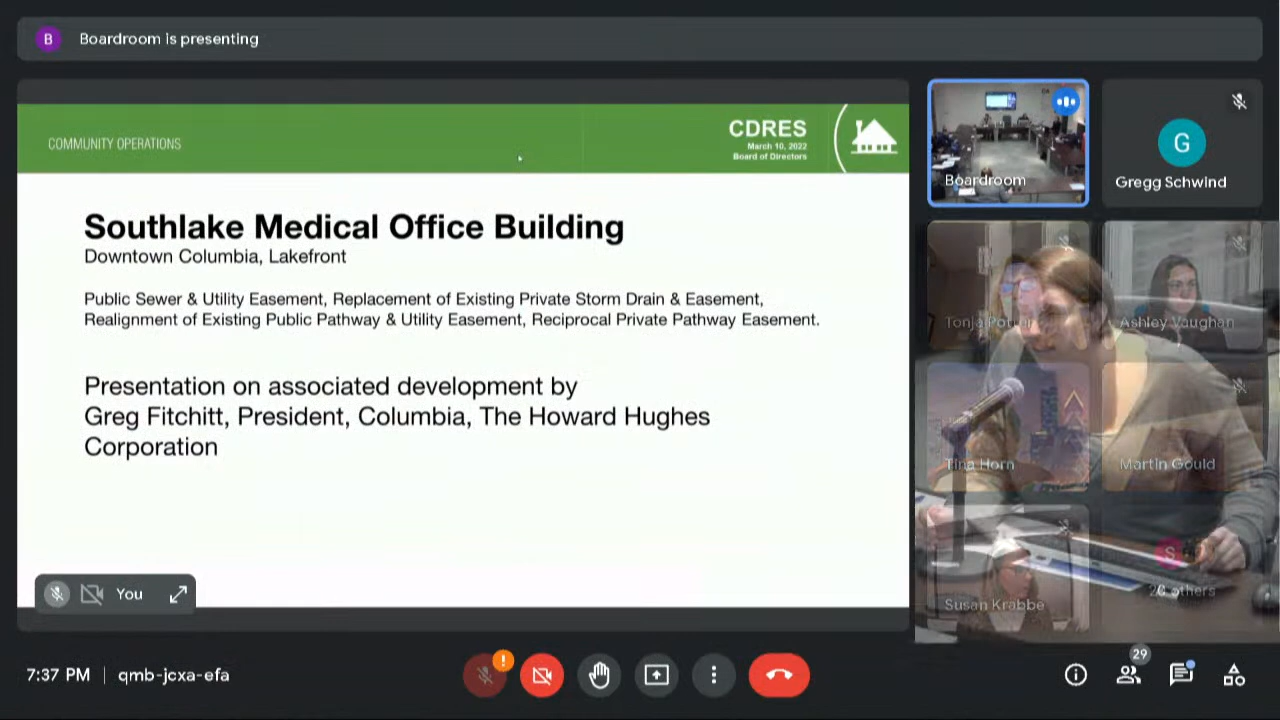 B Boardroom is presenting
COMMUNITY OPERATIONS
CDRES
March 10, 2022
Board of Directors
Southlake Medical Office Building
Downtown Columbia, Lakefront
Public Sewer & Utility Easement, Replacement of Existing Private Storm Drain & Easement,
Realignment of Existing Public Pathway & Utility Easement, Reciprocal Private Pathway Easement.
Presentation on associated development by
Greg Fitchitt, President, Columbia, The Howard Hughes
Corporation
You
Boardroom
G
Gregg Schwind
Tonja
Ashley Vaughan
Tina Horn
Martin Gould
Susan Krabbe
S
others
7:37 PM | qmb-jcxa-efa
!
29